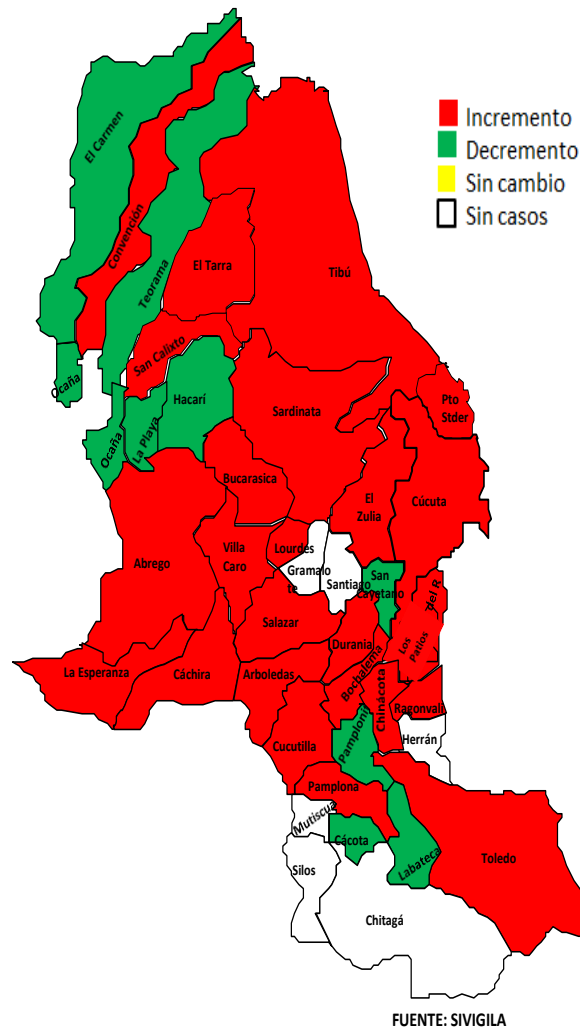 Incremento
Decremento
Sin cambio
Sin casos
El Carmen
Convención
Teorama
El Tarra
Tibú
San Calixto
Ocaña
Hacarí
La Playa
Ocaña
Sardinata
Pto
Stder
Bucarasica
El
Zulia
Cúcuta
Abrego
Villa
Caro
Lourdes
Gramalo
te
Santiago
San
Cayetano
del R
Salazar
Durania
Los Patios
La Esperanza
Cáchira
Arboledas
Bochalema
Chinácota
Ragonval
Herrán
Cucutilla
Pamploni
Pamplona
Mutiscua
Cácota
Labateca
Toledo
Silos
Chitagá
FUENTE: SIVIGILA